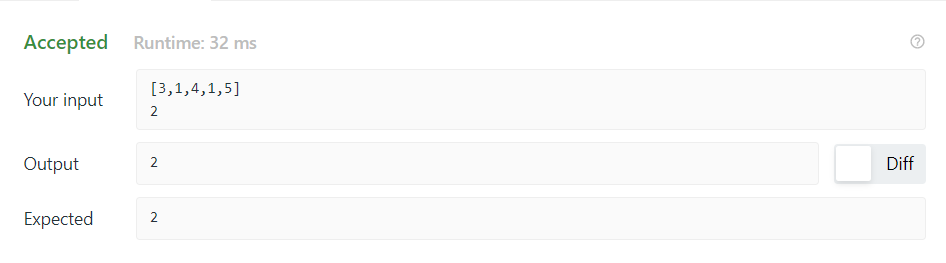 Accepted Runtime: 32 ms
Your input
[3,1,4,1,5]
2
Output
2
Diff
Expected
2